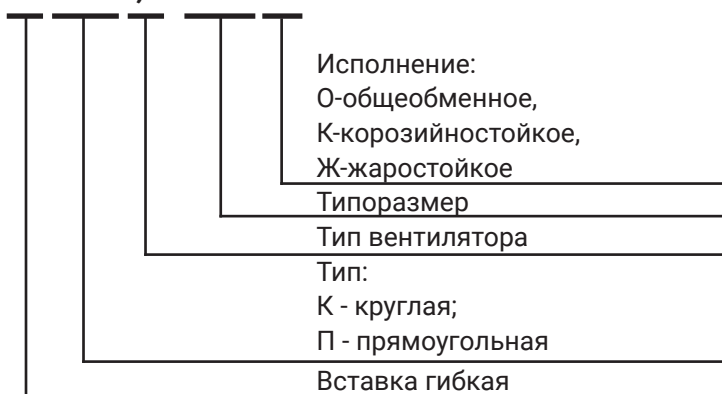 Исполнение:
О-общеобменное,
К-корозийностойкое,
Ж-жаростойкое
Типоразмер
Тип вентилятора
Тип:
К - круглая;
П - прямоугольная
Вставка гибкая